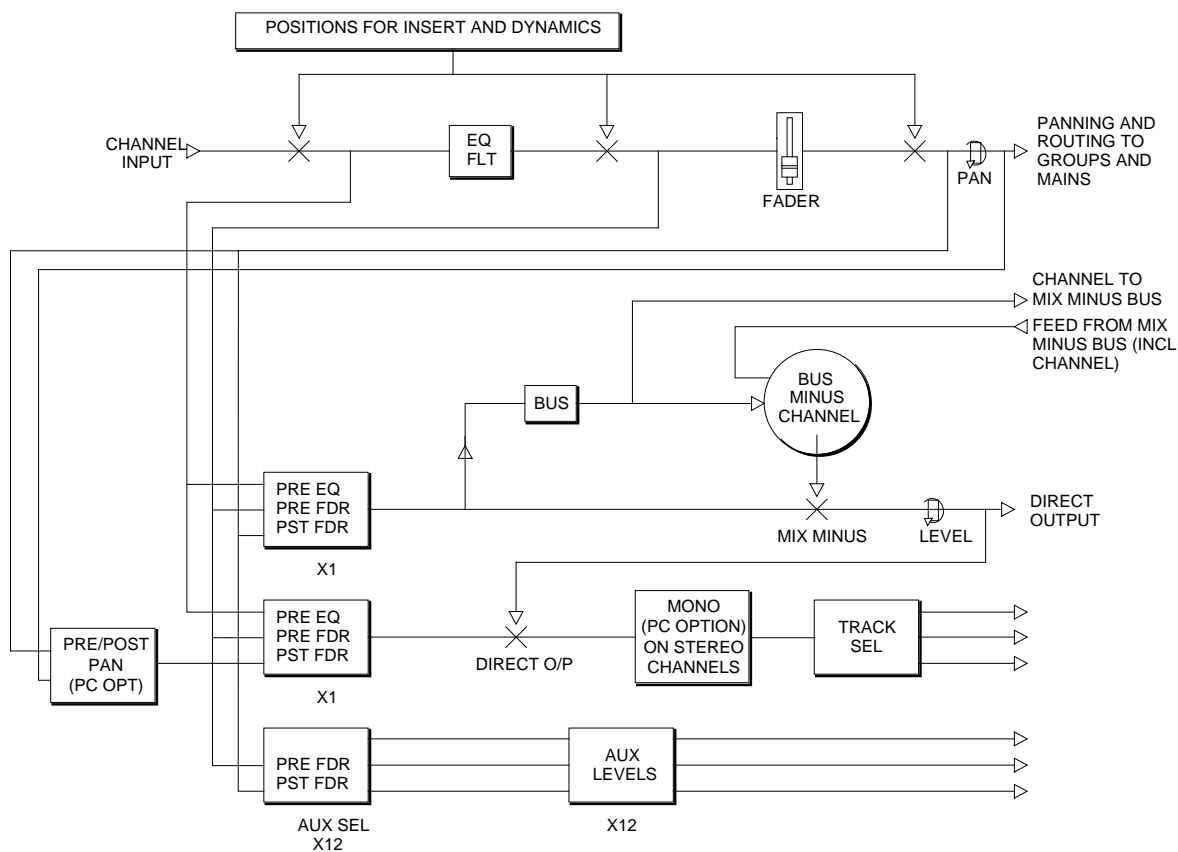 POSITIONS FOR INSERT AND DYNAMICS
CHANNEL
INPUT
EQ
FLT
FADER
PAN
PANNING AND
ROUTING TO
GROUPS AND
MAINS
CHANNEL TO
MIX MINUS BUS
FEED FROM MIX
MINUS BUS (INCL
CHANNEL)
BUS
BUS
MINUS
CHANNEL
PRE EQ
PRE FDR
PST FDR
X1
MIX MINUS
LEVEL
DIRECT
OUTPUT
PRE/POST
PAN
(PC OPT)
PRE EQ
PRE FDR
PST FDR
X1
DIRECT O/P
MONO
(PC OPTION)
ON STEREO
CHANNELS
TRACK
SEL
PRE FDR
PST FDR
AUX SEL
X12
AUX
LEVELS
X12